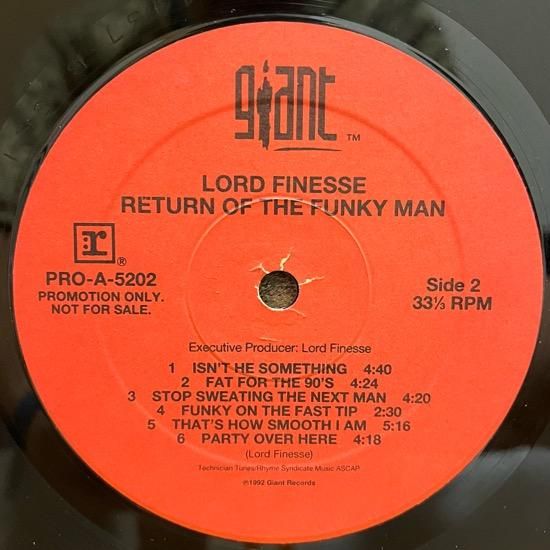 giant ™
LORD FINESSE
RETURN OF THE FUNKY MAN
r ®
PRO-A-5202
PROMOTION ONLY.
NOT FOR SALE.
Side 2
33⅓ RPM
Executive Producer: Lord Finesse
1 ISN'T HE SOMETHING 4:40
2 FAT FOR THE 90'S 4:24
3 STOP SWEATING THE NEXT MAN 4:20
4 FUNKY ON THE FAST TIP 2:30
5 THAT'S HOW SMOOTH I AM 5:16
6 PARTY OVER HERE 4:18
(Lord Finesse)
Technician Tunes/Rhyme Syndicate Music ASCAP
℗1992 Giant Records